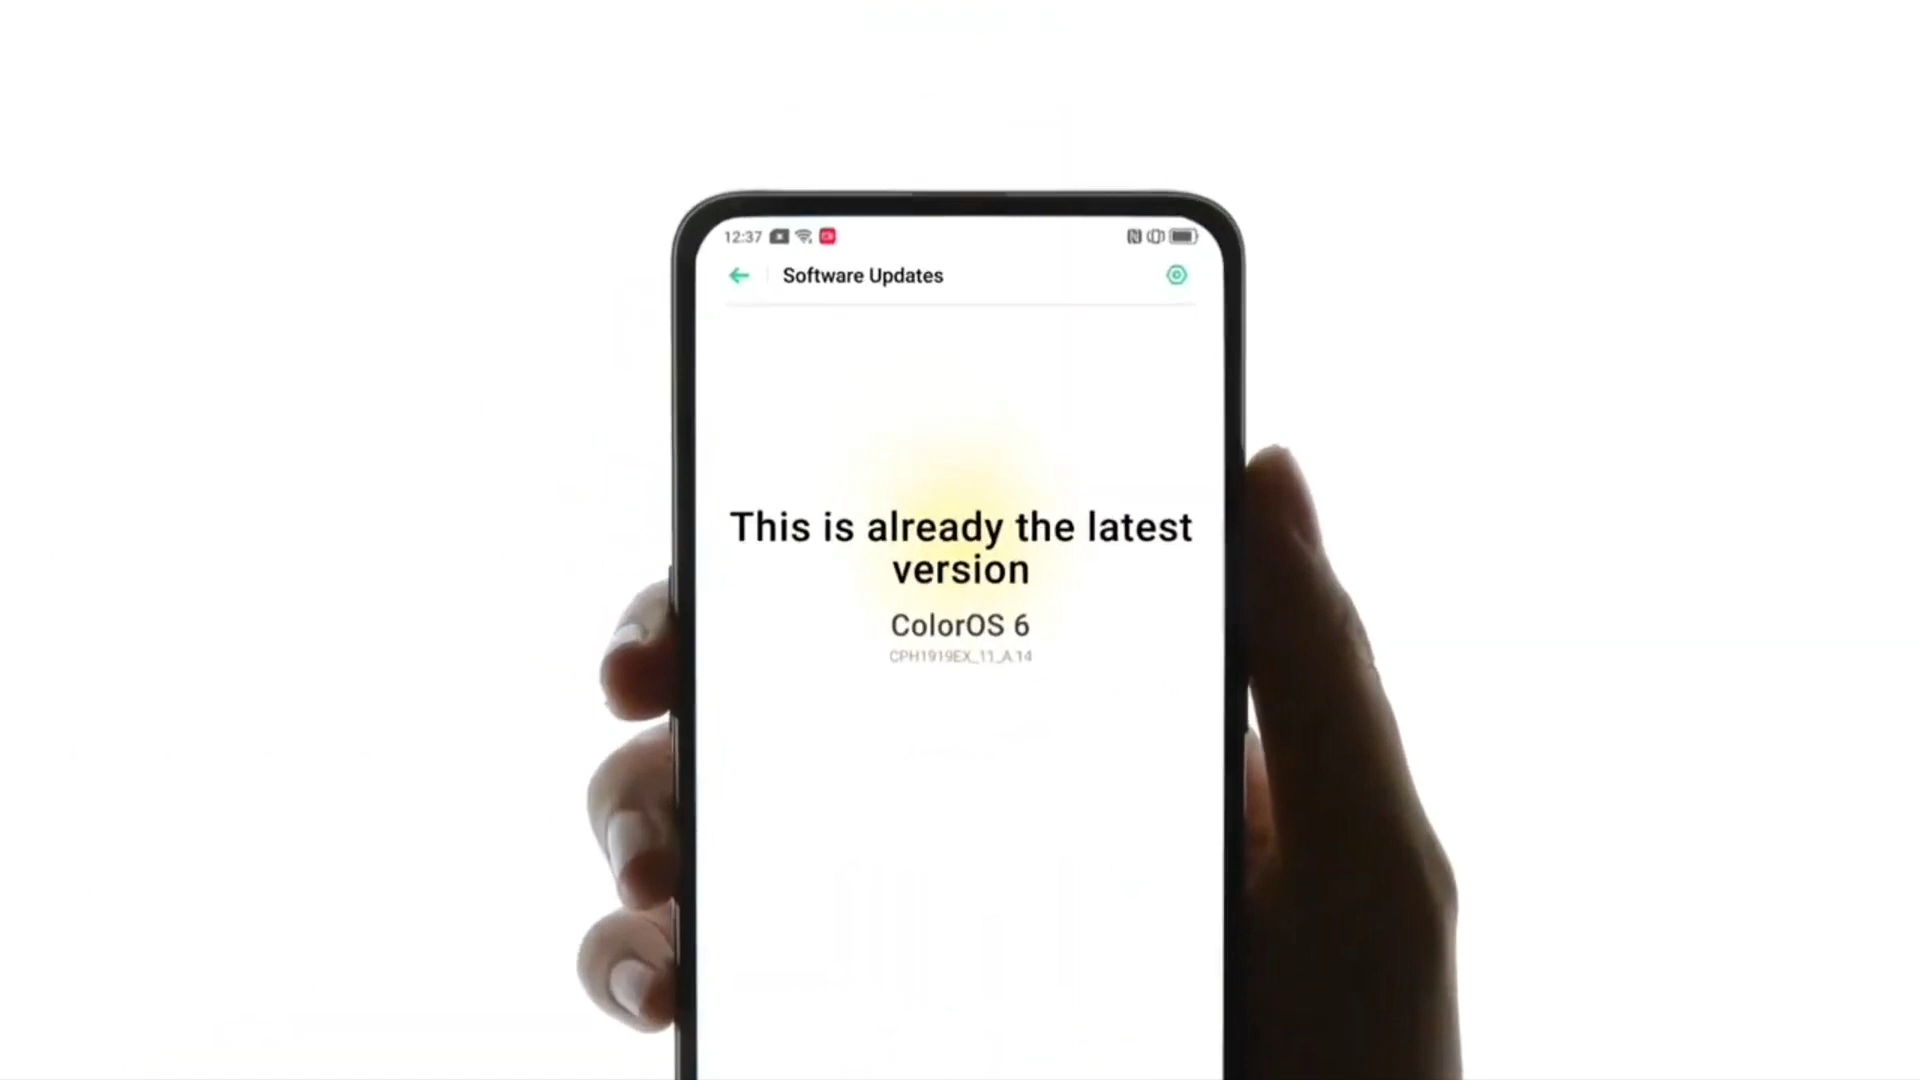 12:37
Software Updates
This is already the latest
version
ColorOS 6
CPH1919EX_11_A.14